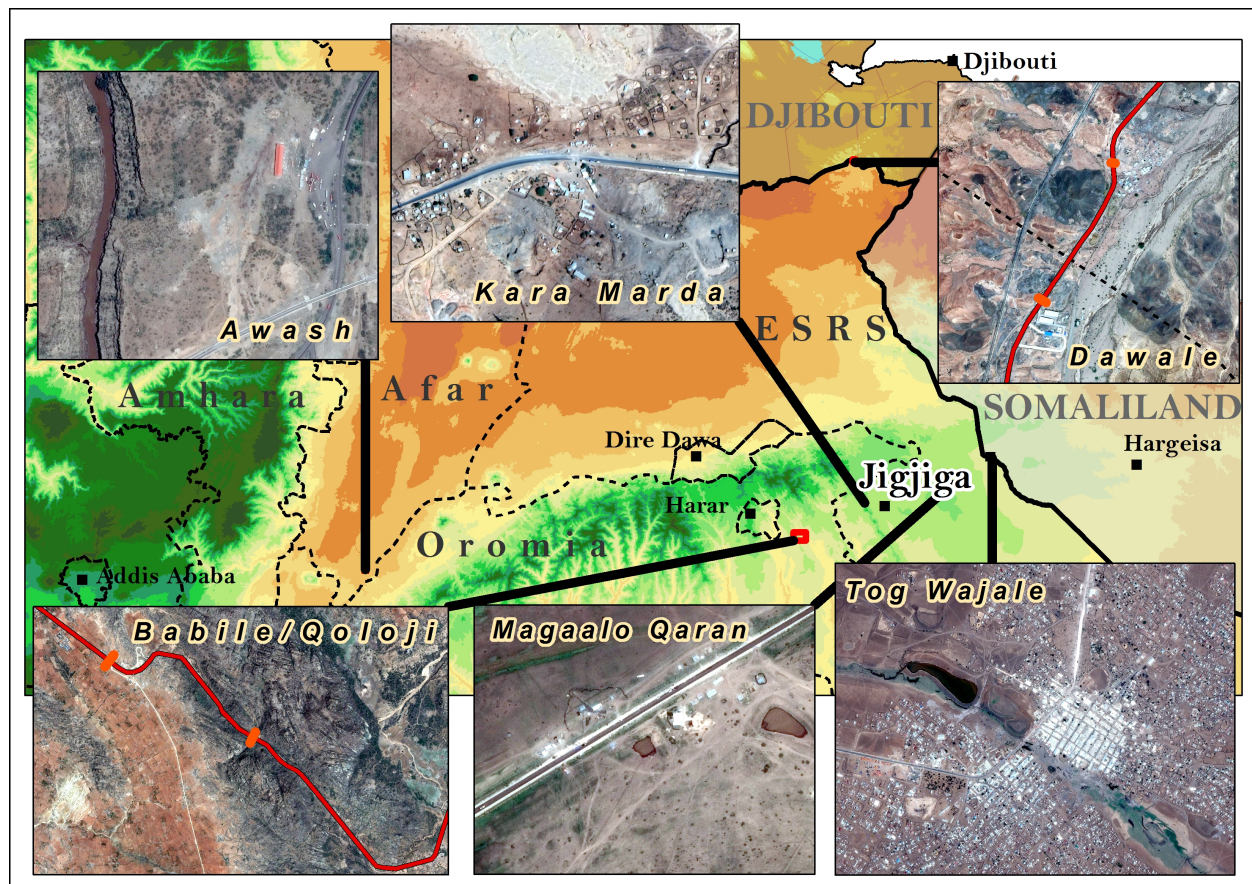 Djibouti
DJIBOUTI
Awash
Kara Marda
ESRS
Dawale
Amhara
Afar
SOMALILAND
Dire Dawa
Hargeisa
Jigjiga
Harar
Oromia
Addis Ababa
Tog Wajale
Babile/Qoloji
Magaalo Qaran